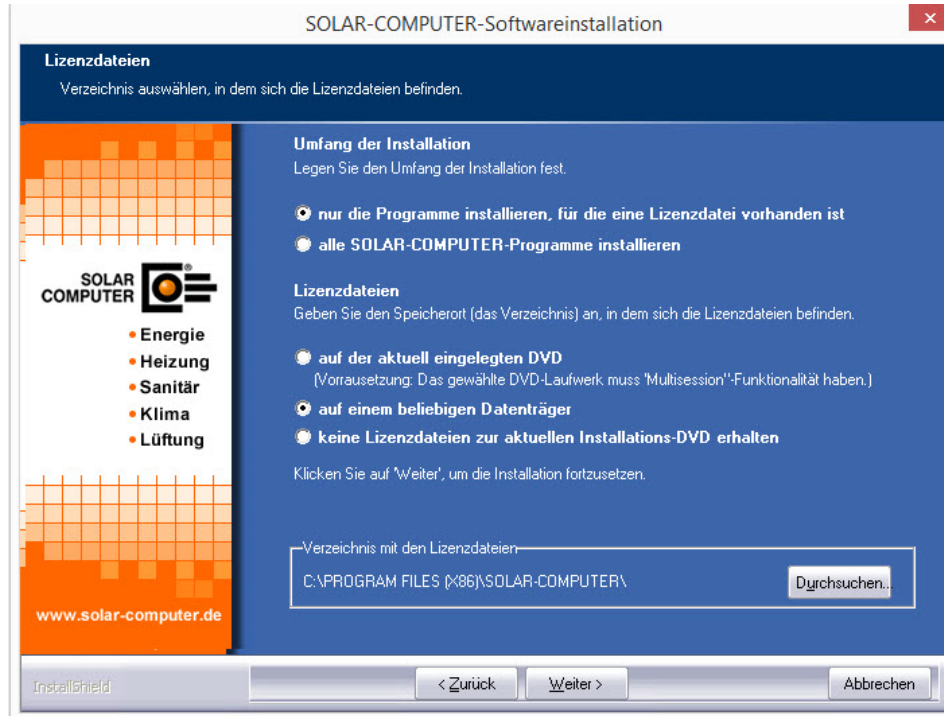 SOLAR-COMPUTER-Softwareinstallation
Lizenzdateien
Verzeichnis auswählen, in dem sich die Lizenzdateien befinden.
Umfang der Installation
Legen Sie den Umfang der Installation fest.
nur die Programme installieren, für die eine Lizenzdatei vorhanden ist
alle SOLAR-COMPUTER-Programme installieren
SOLAR
COMPUTER
®
• Energie
• Heizung
• Sanitär
• Klima
• Lüftung
www.solar-computer.de
Lizenzdateien
Geben Sie den Speicherort (das Verzeichnis) an, in dem sich die Lizenzdateien befinden.
auf der aktuell eingelegten DVD
(Vorrausetzung: Das gewählte DVD-Laufwerk muss 'Multisession''-Funktionalität haben.)
auf einem beliebigen Datenträger
keine Lizenzdateien zur aktuellen Installations-DVD erhalten
Klicken Sie auf 'Weiter', um die Installation fortzusetzen.
Verzeichnis mit den Lizenzdateien
C:\PROGRAM FILES (X86)\SOLAR-COMPUTER\
Durchsuchen...
InstallShield
< Zurück
Weiter >
Abbrechen